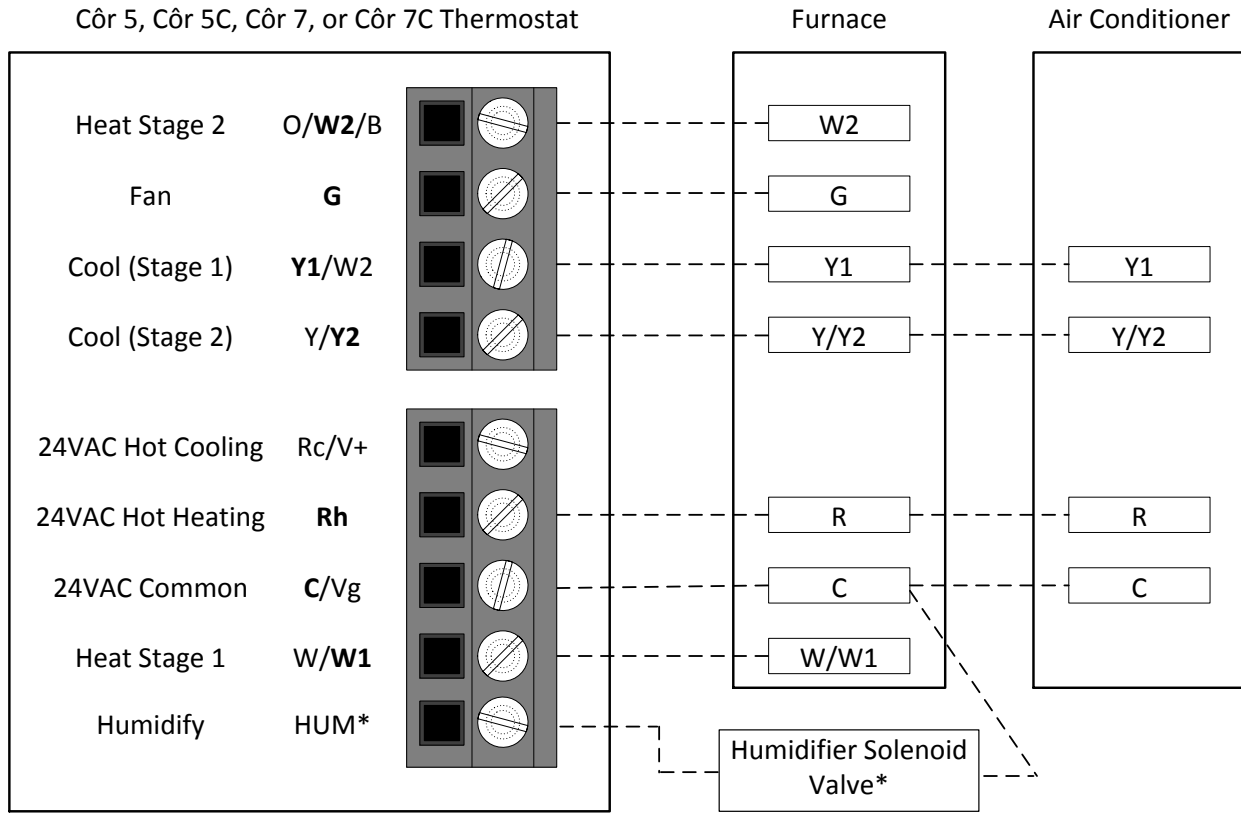 Côr 5, Côr 5C, Côr 7, or Côr 7C Thermostat
Furnace
Air Conditioner
Heat Stage 2 O/W2/B
W2
Fan G
G
Cool (Stage 1) Y1/W2
Y1
Y1
Cool (Stage 2) Y/Y2
Y/Y2
Y/Y2
24VAC Hot Cooling Rc/V+
24VAC Hot Heating Rh
R
R
24VAC Common C/Vg
C
C
Heat Stage 1 W/W1
W/W1
Humidify HUM*
Humidifier Solenoid
Valve*